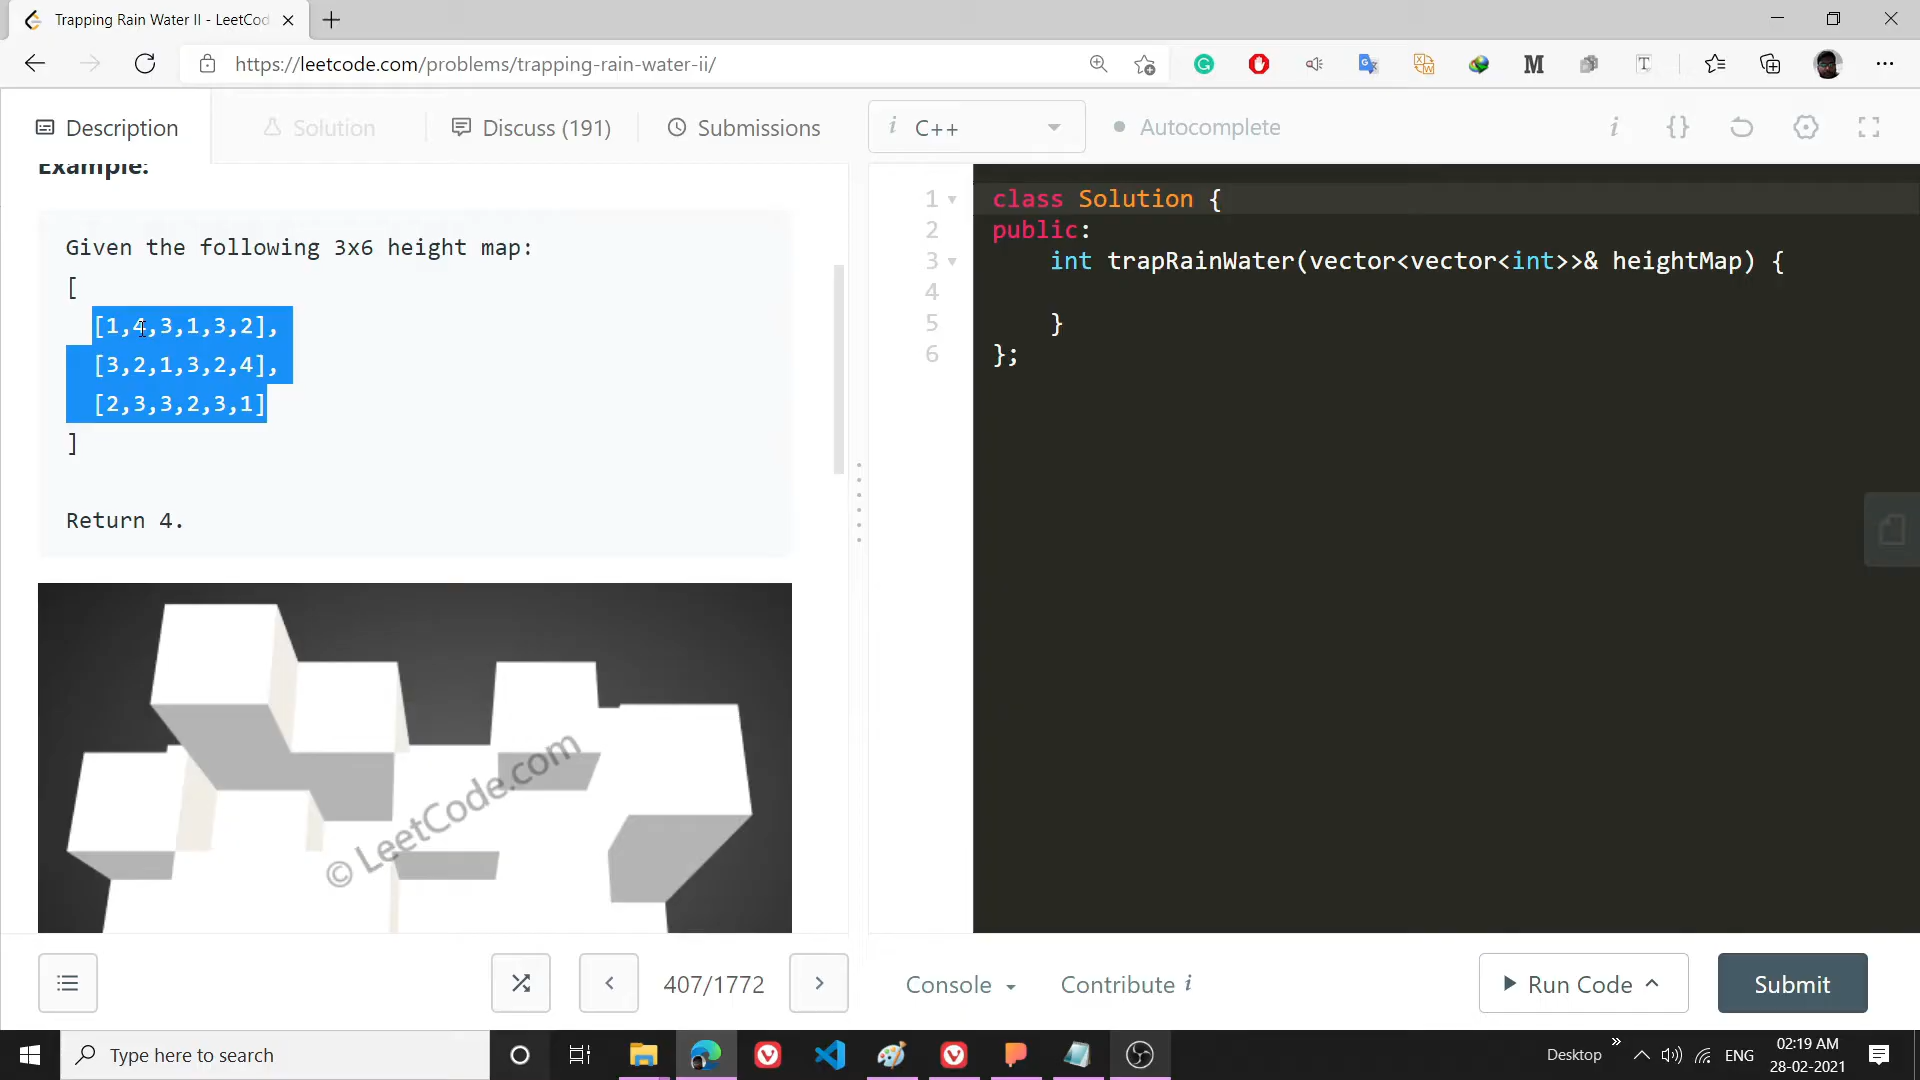 Trapping Rain Water II - LeetCod
https://leetcode.com/problems/trapping-rain-water-ii/
Description
Solution
Discuss (191)
Submissions
i C++
Autocomplete
i {}
Example:
Given the following 3x6 height map:
[
[1,4,3,1,3,2],
[3,2,1,3,2,4],
[2,3,3,2,3,1]
]
Return 4.
© LeetCode.com
1 class Solution {
2 public:
3 int trapRainWater(vector<vector<int>>& heightMap) {
4
5 }
6 };
407/1772
Console
Contribute i
Run Code
Submit
Type here to search
Desktop
ENG
02:19 AM
28-02-2021